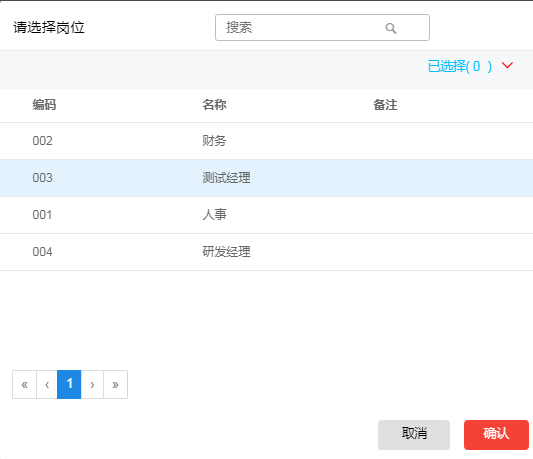 请选择岗位 搜索
已选择( 0 )
编码 名称 备注
002 财务
003 测试经理
001 人事
004 研发经理
« ‹ 1 › »
取消 确认